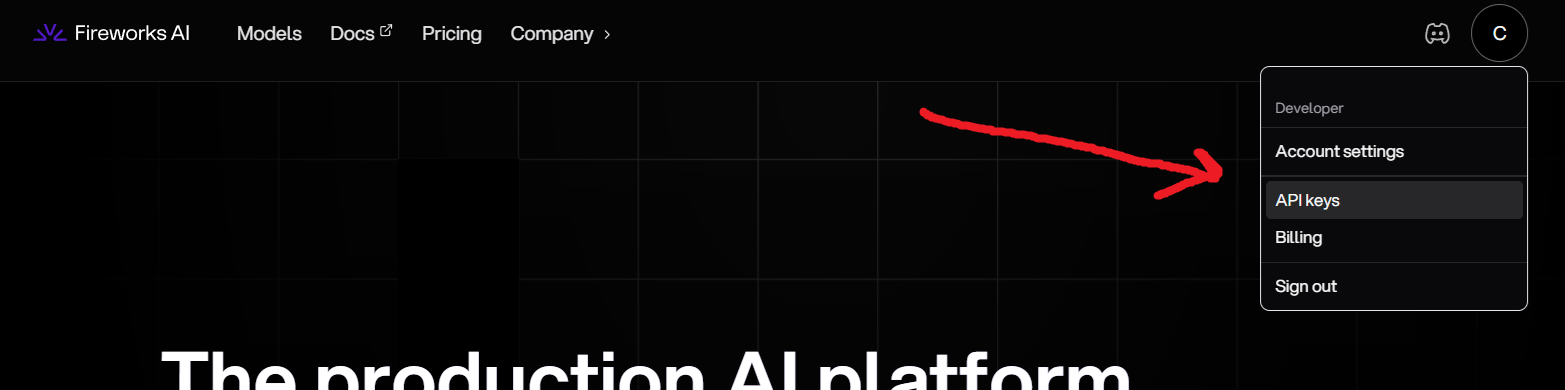 Fireworks AI Models Docs Pricing Company C
Developer
Account settings
API keys
Billing
Sign out
The production AI platform